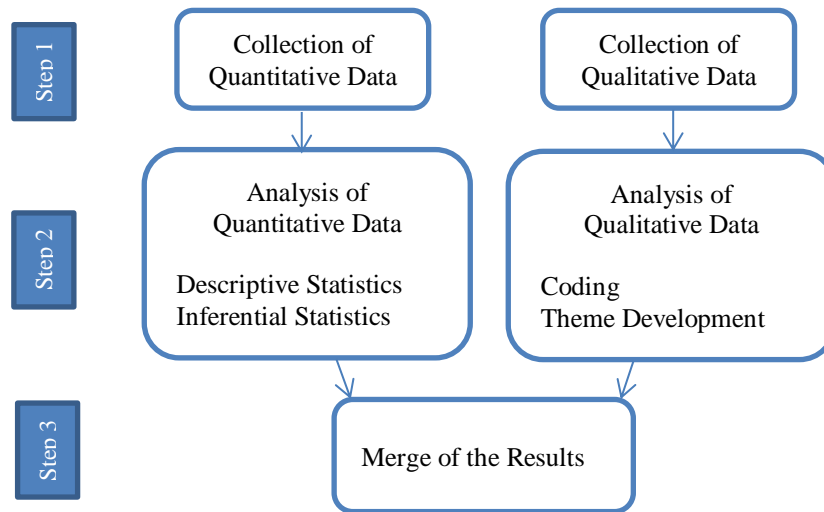 Step 1
Collection of
Quantitative Data
Collection of
Qualitative Data
Step 2
Analysis of
Quantitative Data
Descriptive Statistics
Inferential Statistics
Analysis of
Qualitative Data
Coding
Theme Development
Step 3
Merge of the Results